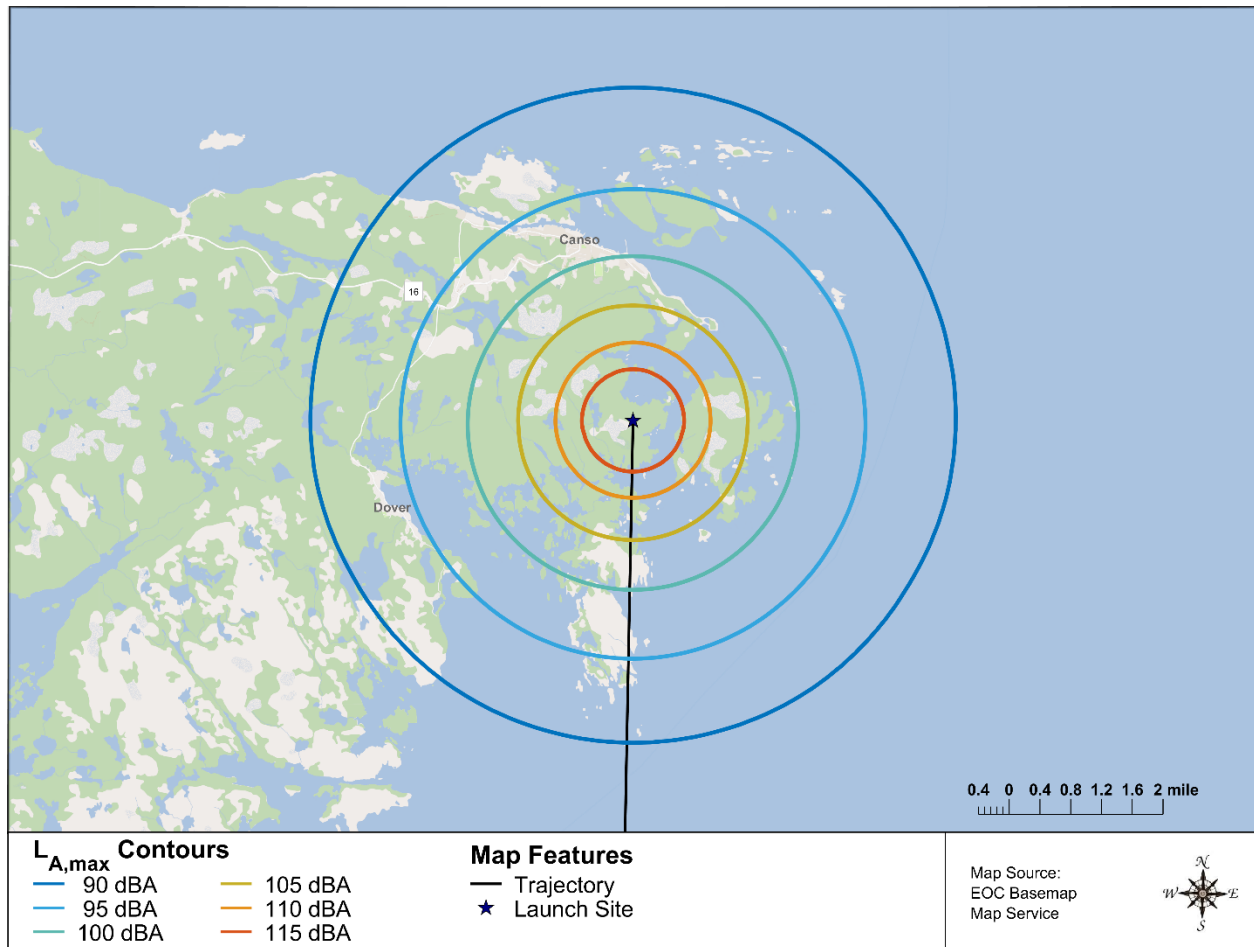 Canso
16
Dover
0.4 0 0.4 0.8 1.2 1.6 2 mile
L A,max Contours
90 dBA
95 dBA
100 dBA
105 dBA
110 dBA
115 dBA
Map Features
Trajectory
Launch Site
Map Source:
EOC Basemap
Map Service
N
W E
S